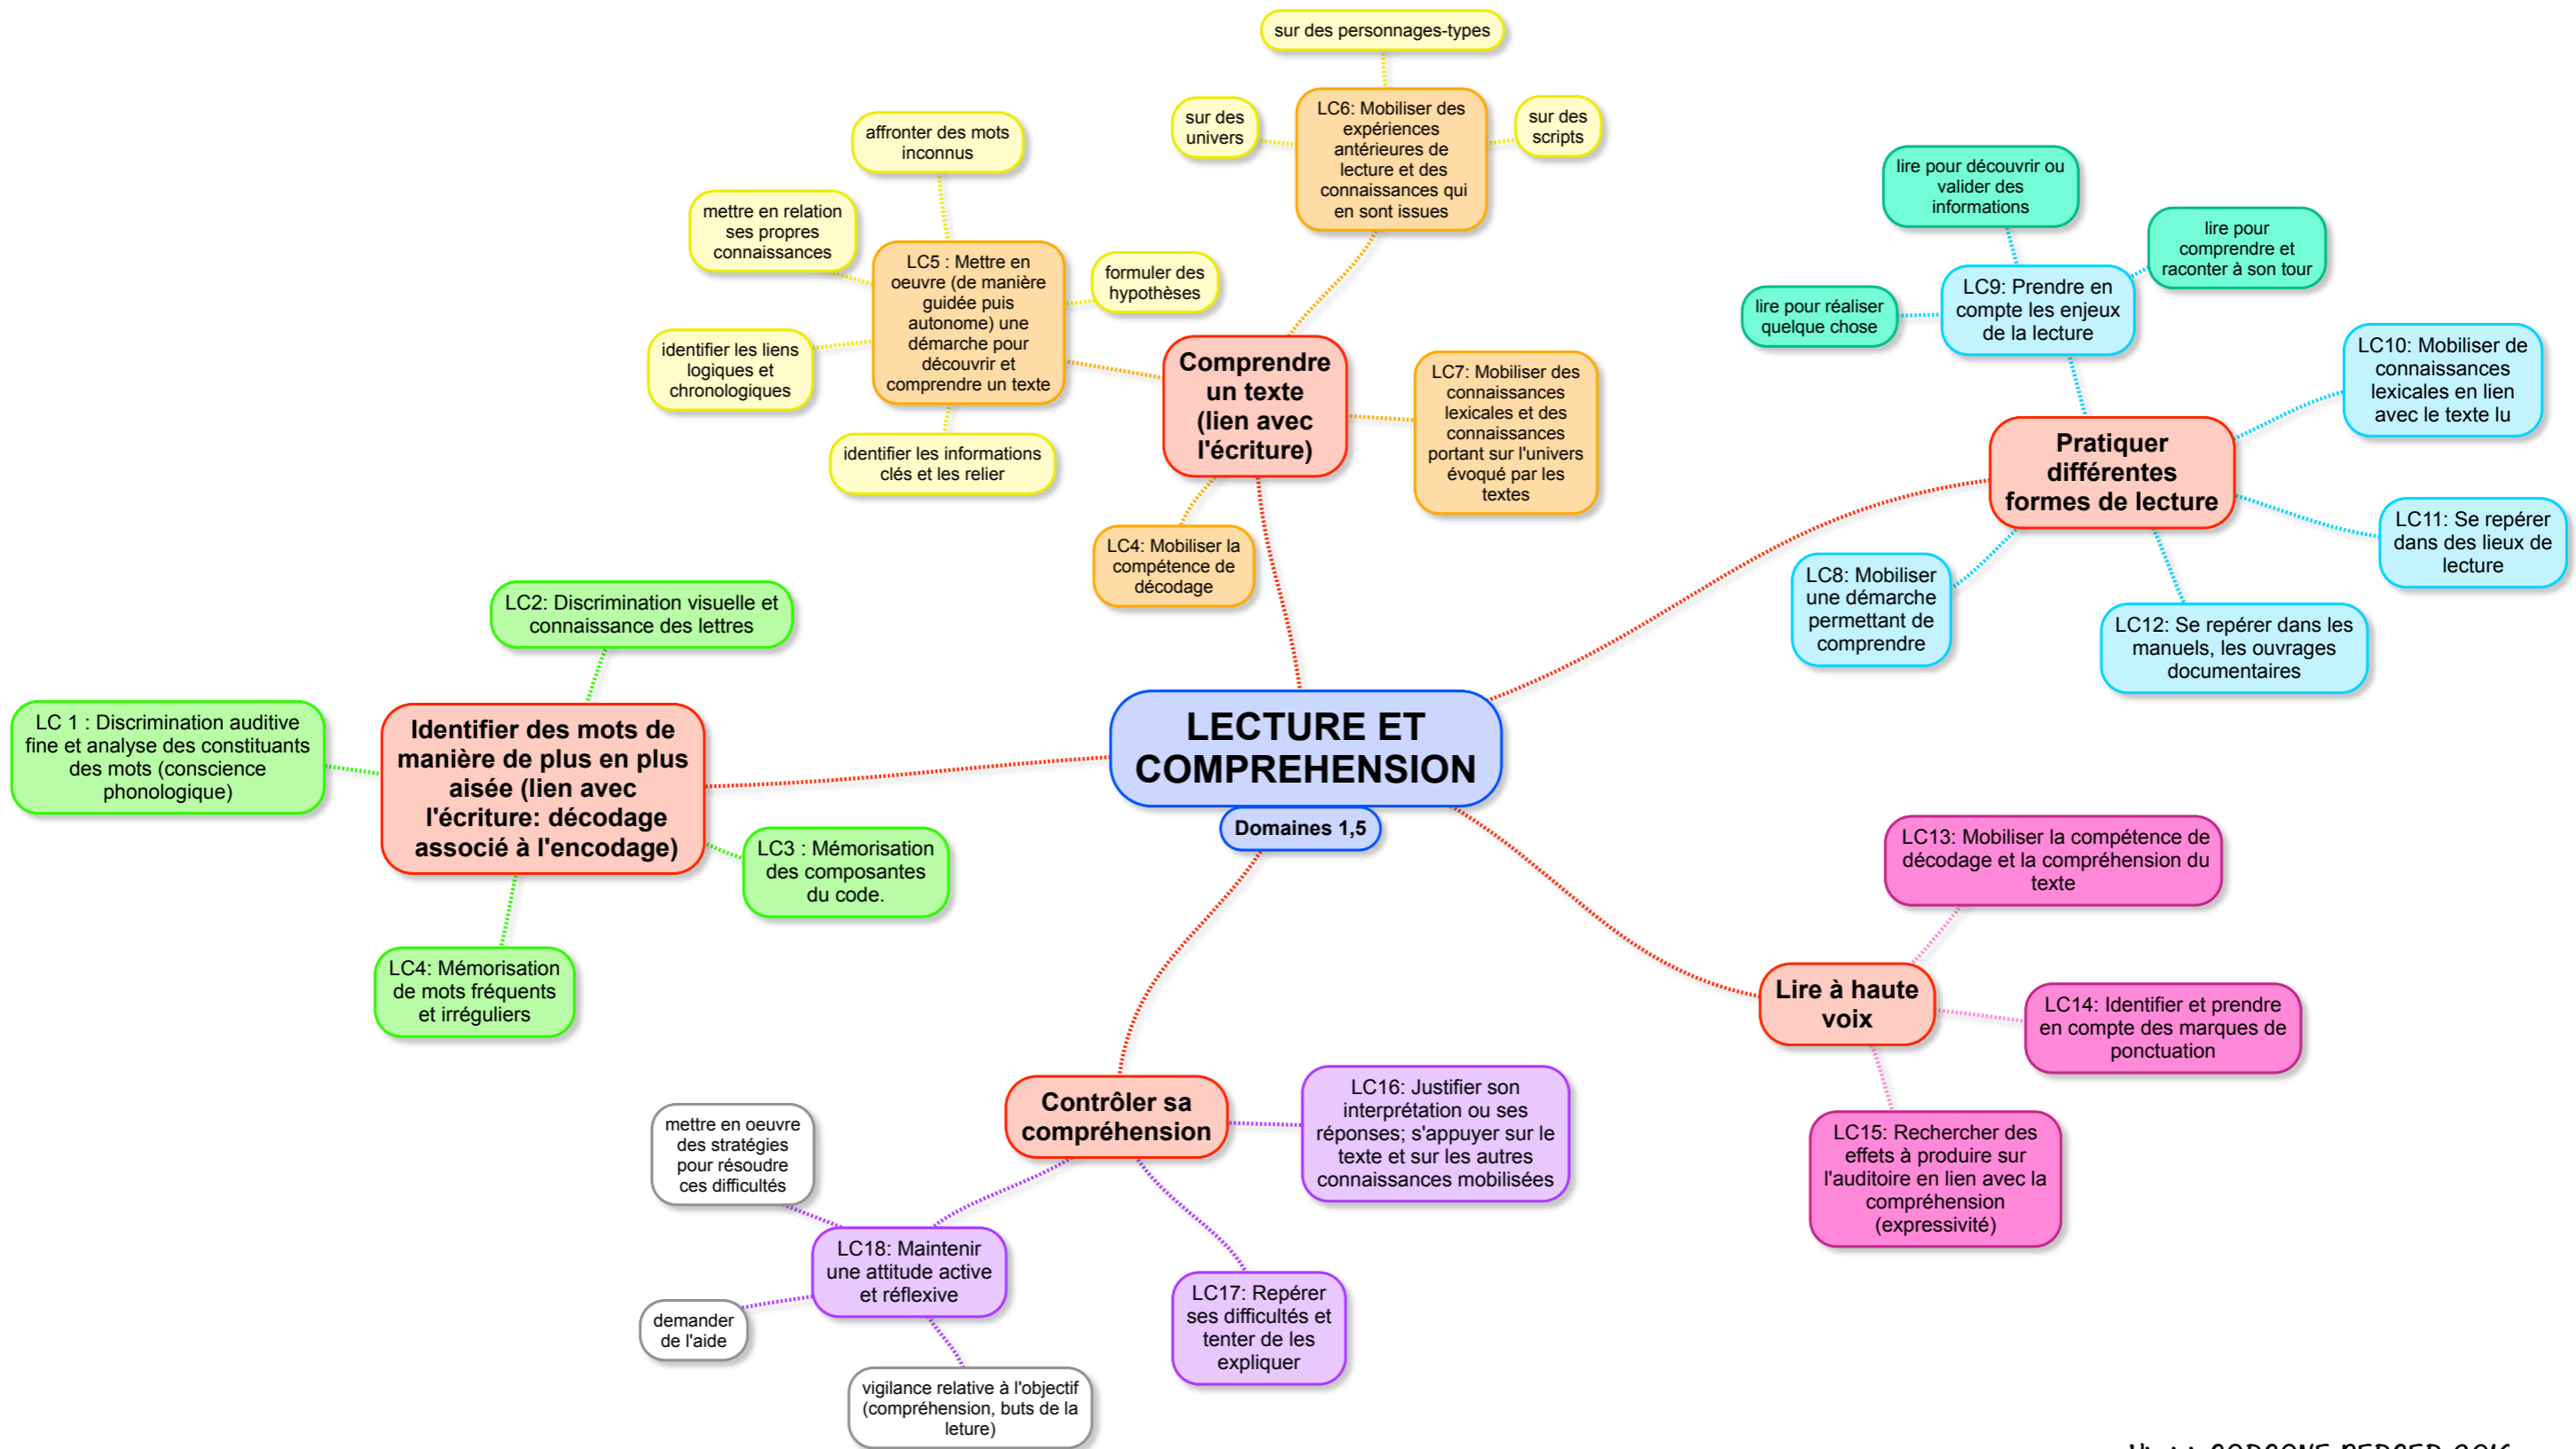 LECTURE ET
COMPREHENSION
Domaines 1,5
Identifier des mots de
manière de plus en plus
aisée (lien avec
l'écriture: décodage
associé à l'encodage)
LC 1 : Discrimination auditive
fine et analyse des constituants
des mots (conscience
phonologique)
LC2: Discrimination visuelle et
connaissance des lettres
LC3 : Mémorisation
des composantes
du code.
LC4: Mémorisation
de mots fréquents
et irréguliers
Comprendre
un texte
(lien avec
l'écriture)
LC4: Mobiliser la
compétence de
décodage
LC5 : Mettre en
oeuvre (de manière
guidée puis
autonome) une
démarche pour
découvrir et
comprendre un texte
affronter des mots
inconnus
mettre en relation
ses propres
connaissances
identifier les liens
logiques et
chronologiques
identifier les informations
clés et les relier
formuler des
hypothèses
LC6: Mobiliser des
expériences
antérieures de
lecture et des
connaissances qui
en sont issues
sur des personnages-types
sur des
univers
sur des
scripts
LC7: Mobiliser des
connaissances
lexicales et des
connaissances
portant sur l'univers
évoqué par les
textes
Pratiquer
différentes
formes de lecture
LC8: Mobiliser
une démarche
permettant de
comprendre
LC9: Prendre en
compte les enjeux
de la lecture
lire pour réaliser
quelque chose
lire pour découvrir ou
valider des
informations
lire pour
comprendre et
raconter à son tour
LC10: Mobiliser de
connaissances
lexicales en lien
avec le texte lu
LC11: Se repérer
dans des lieux de
lecture
LC12: Se repérer dans les
manuels, les ouvrages
documentaires
Lire à haute
voix
LC13: Mobiliser la compétence de
décodage et la compréhension du
texte
LC14: Identifier et prendre
en compte des marques de
ponctuation
LC15: Rechercher des
effets à produire sur
l'auditoire en lien avec la
compréhension
(expressivité)
Contrôler sa
compréhension
LC16: Justifier son
interprétation ou ses
réponses; s'appuyer sur le
texte et sur les autres
connaissances mobilisées
LC17: Repérer
ses difficultés et
tenter de les
expliquer
LC18: Maintenir
une attitude active
et réflexive
mettre en oeuvre
des stratégies
pour résoudre
ces difficultés
demander
de l'aide
vigilance relative à l'objectif
(compréhension, buts de la
leture)